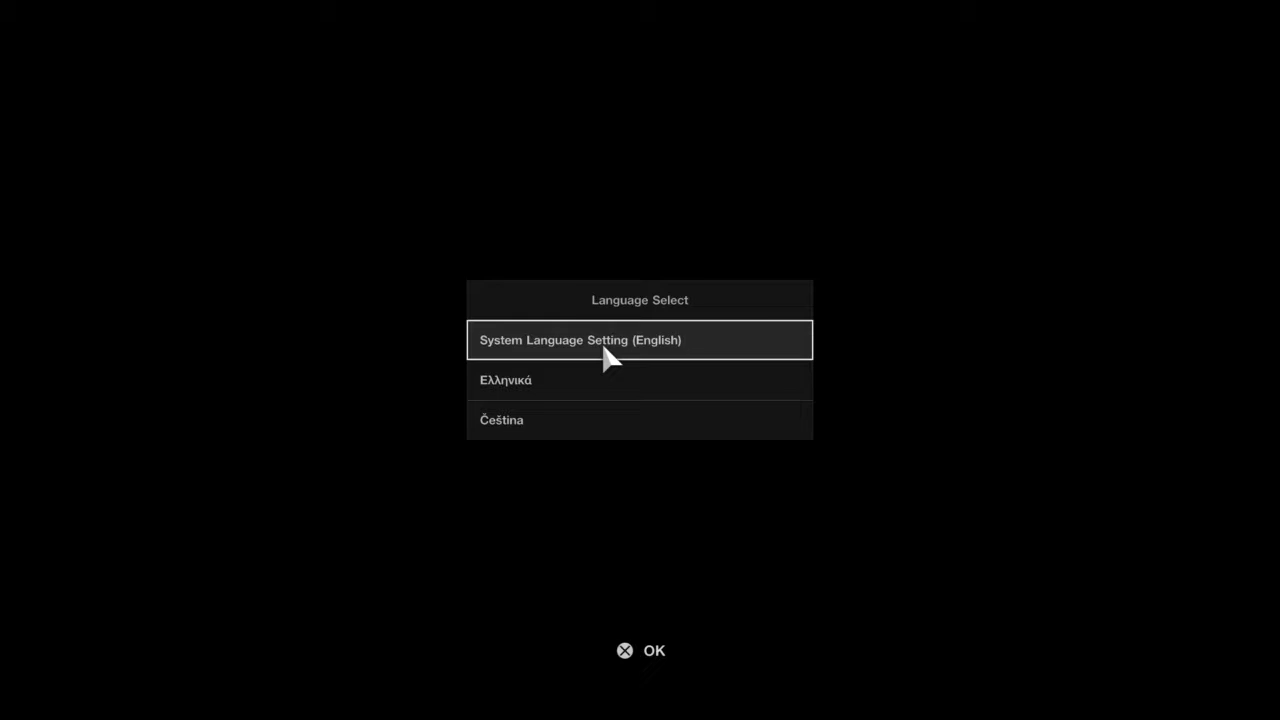 Language Select
System Language Setting (English)
Ελληνικά
Čeština
OK